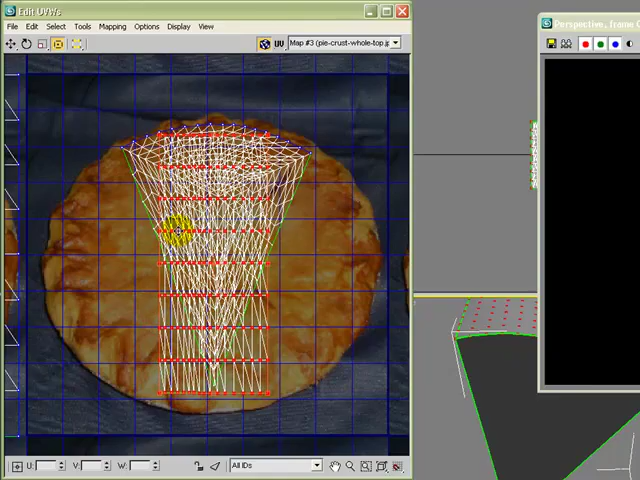 Edit UVWs
Perspective, frame
File Edit Select Tools Mapping Options Display View
UV Map #3 (pie-crust-whole-top.jp
U: V: W: All IDs